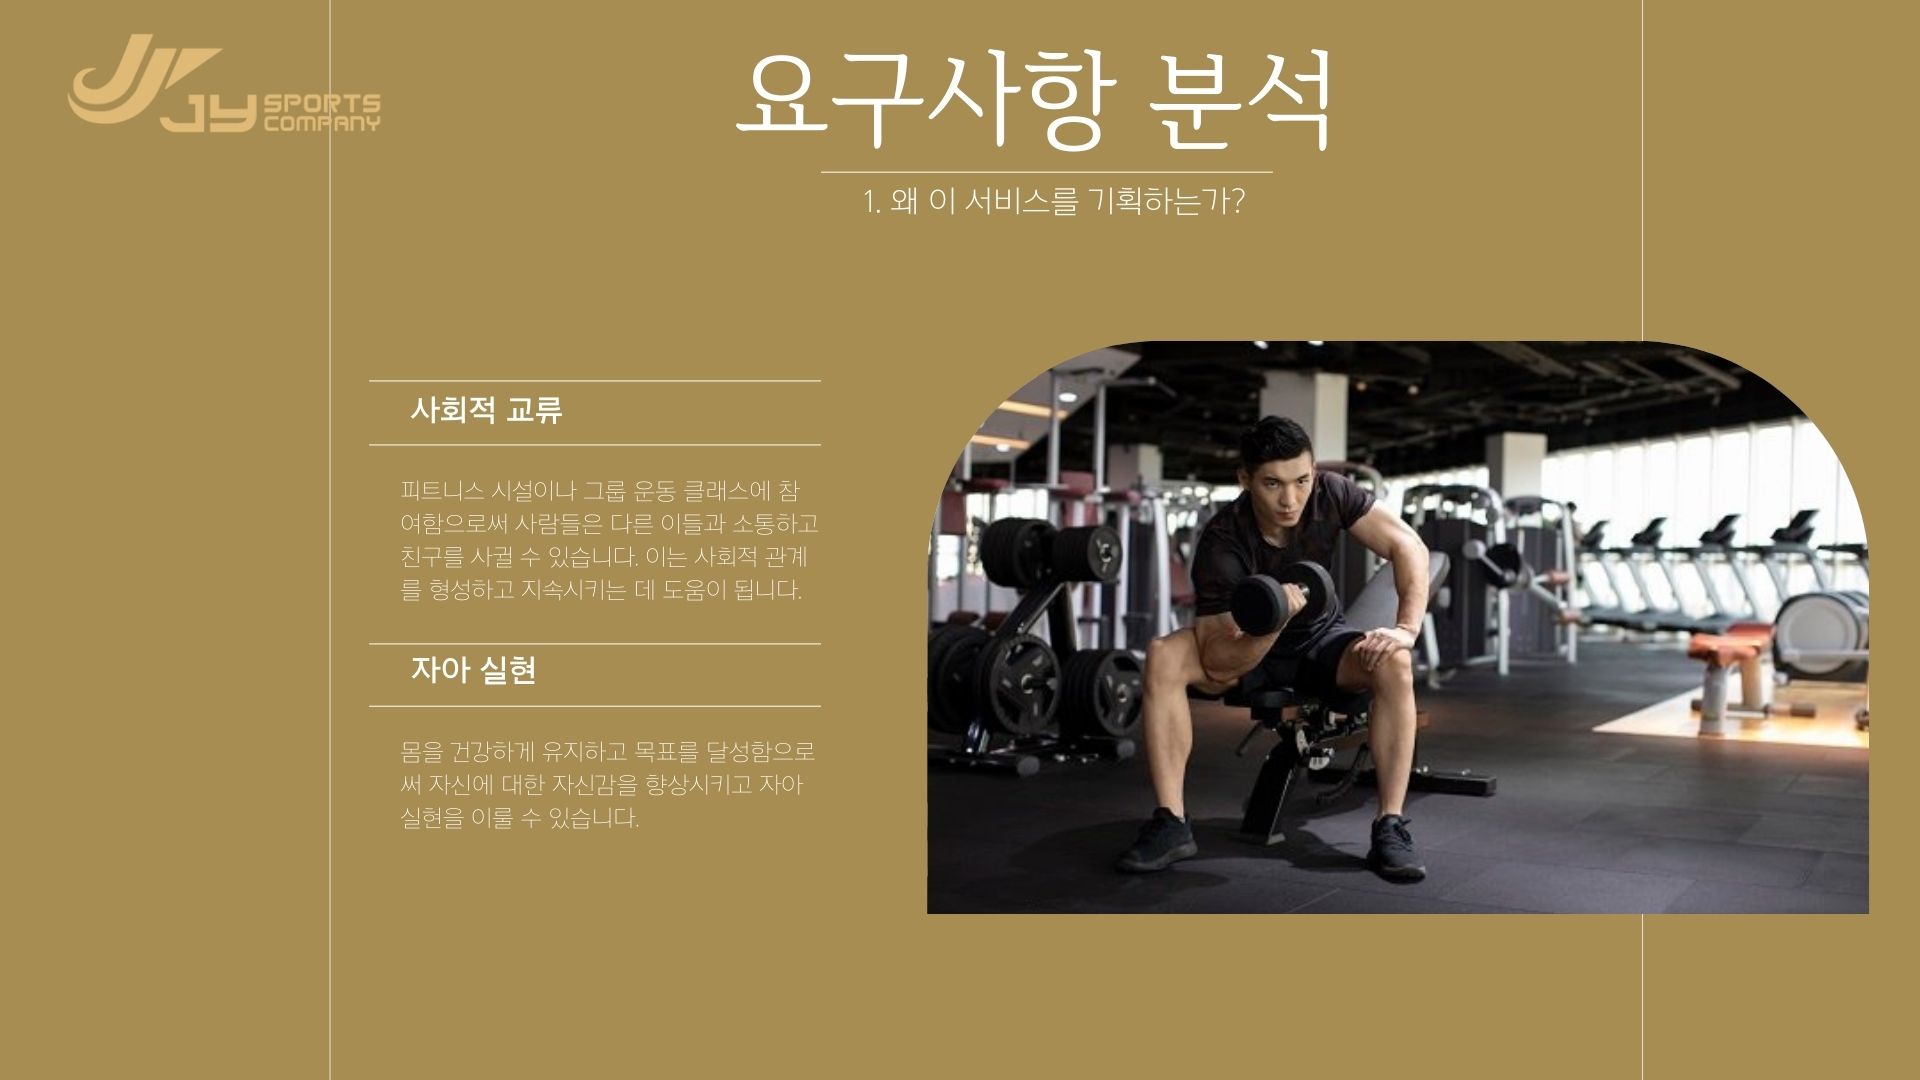 JY SPORTS
COMPANY
요구사항 분석
1. 왜 이 서비스를 기획하는가?
사회적 교류
피트니스 시설이나 그룹 운동 클래스에 참
여함으로써 사람들은 다른 이들과 소통하고
친구를 사귈 수 있습니다. 이는 사회적 관계
를 형성하고 지속시키는 데 도움이 됩니다.
자아 실현
몸을 건강하게 유지하고 목표를 달성함으로
써 자신에 대한 자신감을 향상시키고 자아
실현을 이룰 수 있습니다.